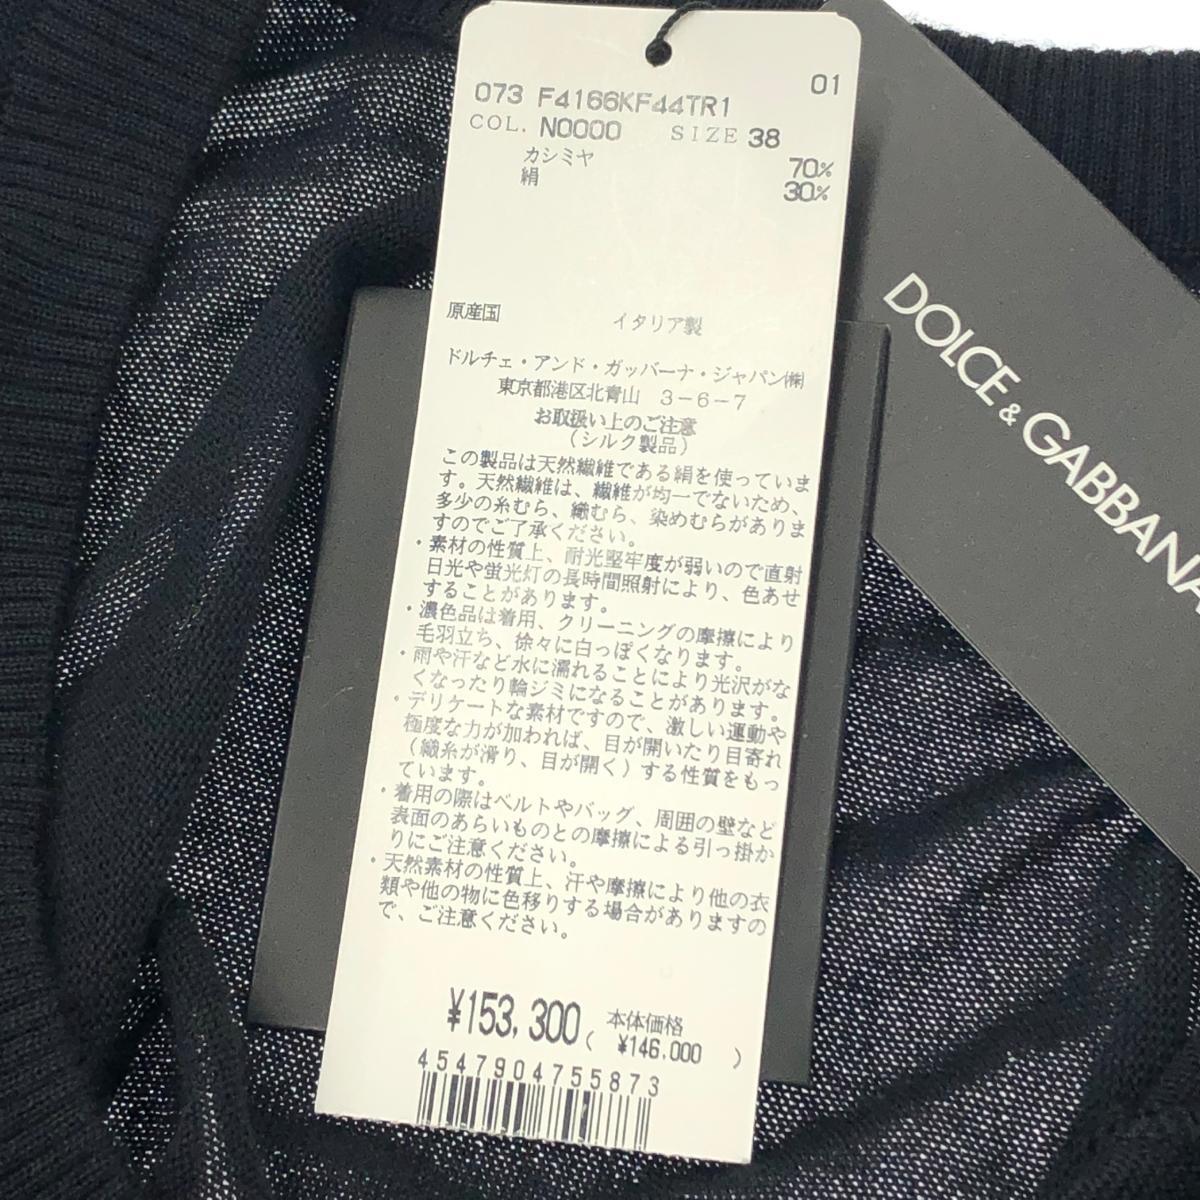 01
073 F4166KF44TR1
COL. N0000 SIZE 38
カシミヤ 70%
絹 30%
原産国 イタリア製
ドルチェ・アンド・ガッバーナ・ジャパン㈱
東京都港区北青山 3-6-7
お取扱い上のご注意
(シルク製品)
この製品は天然繊維である絹を使っていま
す。天然繊維は、繊維が均一でないため、
多少の糸むら、織むら、染めむらがありま
すのでご了承ください。
・素材の性質上、耐光堅牢度が弱いので直射
日光や蛍光灯の長時間照射により、色あせ
することがあります。
・濃色品は着用、クリーニングの摩擦により
毛羽立ち、徐々に白っぽくなります。
・雨や汗など水に濡れることにより光沢がな
くなったり輪ジミになることがあります。
・デリケートな素材ですので、激しい運動や
極度な力が加われば、目が開いたり目寄れ
(織糸が滑り、目が開く)する性質をもっ
ています。
・着用の際はベルトやバッグ、周囲の壁など
表面のあらいものとの摩擦による引っ掛か
りにご注意ください。
・天然素材の性質上、汗や摩擦により他の衣
類や他の物に色移りする場合がありますの
で、ご注意ください。
¥153,300 (本体価格 ¥146.000)
4547904755873
DOLCE & GABBANA